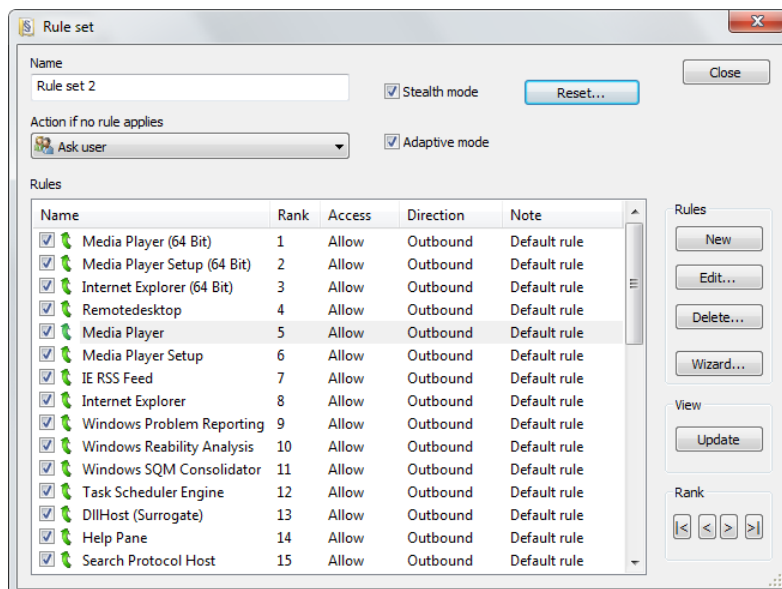 Rule set
Name
Rule set 2
Stealth mode
Reset...
Close
Action if no rule applies
Ask user
Adaptive mode
Rules
Name Rank Access Direction Note
Media Player (64 Bit) 1 Allow Outbound Default rule
Media Player Setup (64 Bit) 2 Allow Outbound Default rule
Internet Explorer (64 Bit) 3 Allow Outbound Default rule
Remotedesktop 4 Allow Outbound Default rule
Media Player 5 Allow Outbound Default rule
Media Player Setup 6 Allow Outbound Default rule
IE RSS Feed 7 Allow Outbound Default rule
Internet Explorer 8 Allow Outbound Default rule
Windows Problem Reporting 9 Allow Outbound Default rule
Windows Reability Analysis 10 Allow Outbound Default rule
Windows SQM Consolidator 11 Allow Outbound Default rule
Task Scheduler Engine 12 Allow Outbound Default rule
DllHost (Surrogate) 13 Allow Outbound Default rule
Help Pane 14 Allow Outbound Default rule
Search Protocol Host 15 Allow Outbound Default rule
Rules
New
Edit...
Delete...
Wizard...
View
Update
Rank
|< < > >|